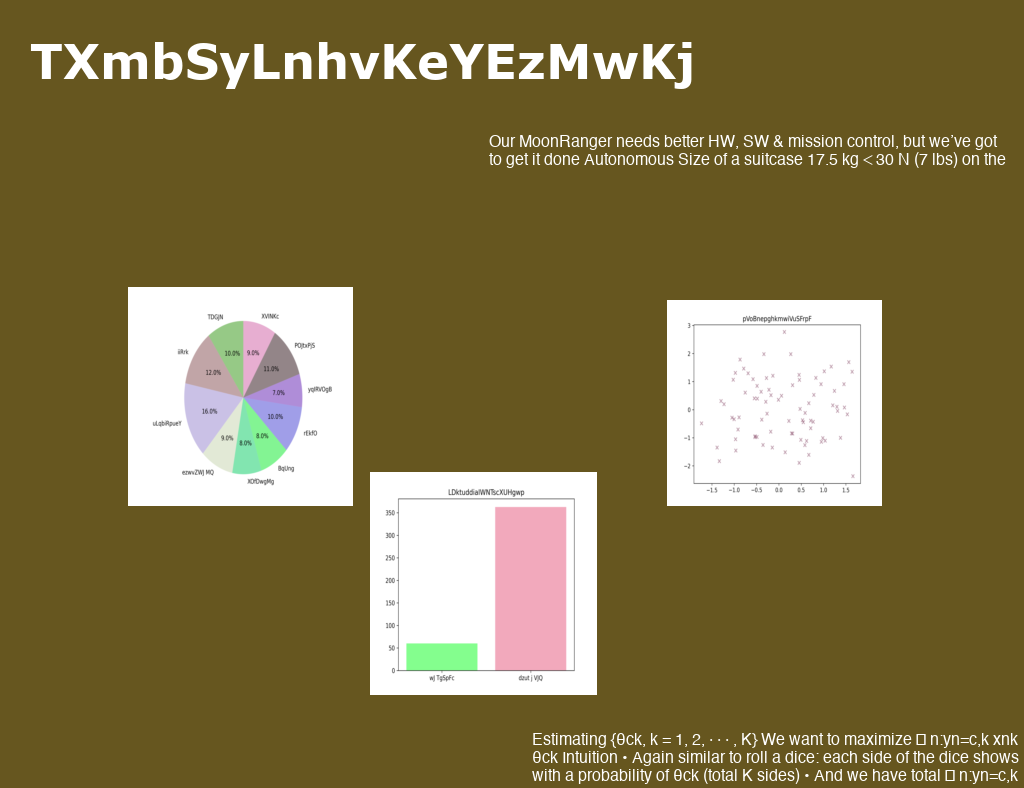 TXmbSyLnhvKeYEzMwKj
Our MoonRanger needs better HW, SW & mission control, but we’ve got
to get it done Autonomous Size of a suitcase 17.5 kg < 30 N (7 lbs) on the
TDGJN
XVINKc
iiRrk
POJtxPJS
10.0%
9.0%
12.0%
11.0%
yqIRVOgB
7.0%
16.0%
10.0%
uLqbiRpueY
rEkfO
9.0%
8.0%
8.0%
ezwvZWJ MQ
BqUng
XOfDwgMg
pVoBnepghkmwiVuSFrpF
3
2
1
0
−1
−2
−1.5
−1.0
−0.5
0.0
0.5
1.0
1.5
350
300
250
200
150
100
50
0
wJ TgSpFc
dzut j VJQ
Estimating {θck, k = 1, 2, · · · , K} We want to maximize � n:yn=c,k xnk
θck Intuition • Again similar to roll a dice: each side of the dice shows
with a probability of θck (total K sides) • And we have total � n:yn=c,k